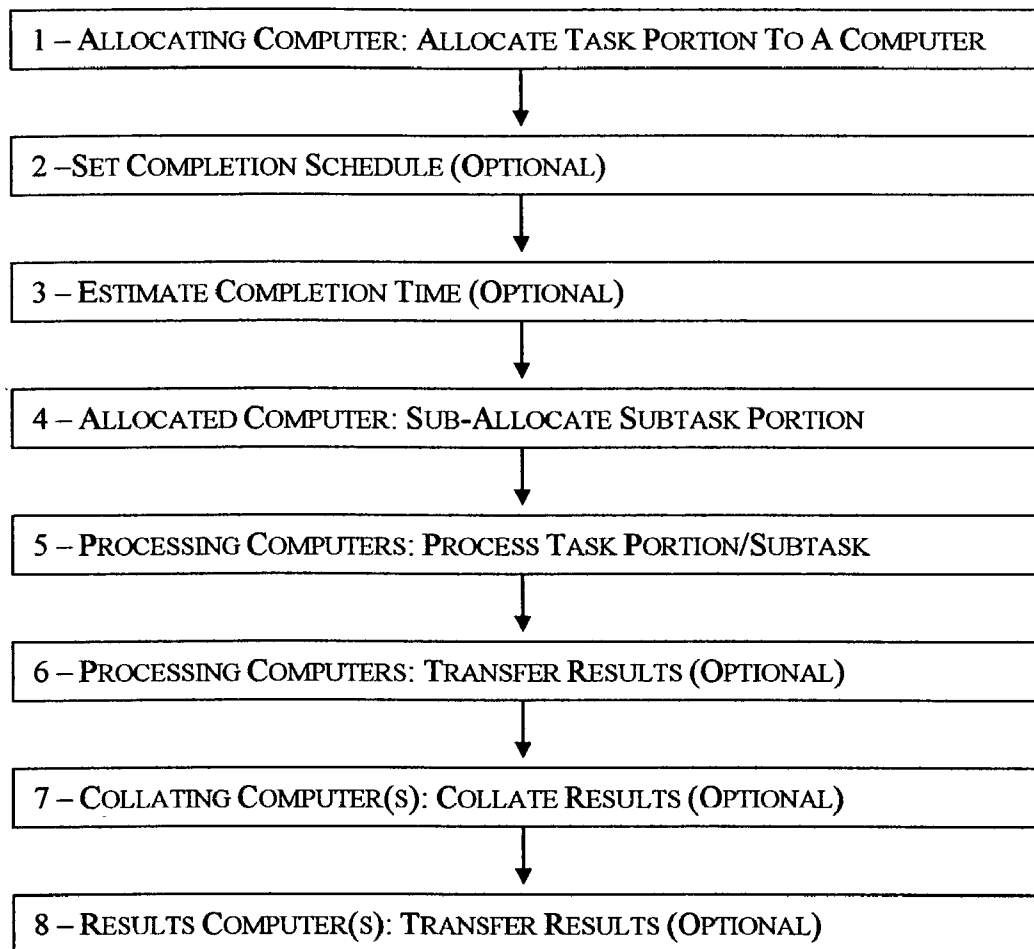 1 – ALLOCATING COMPUTER: ALLOCATE TASK PORTION TO A COMPUTER
2 –SET COMPLETION SCHEDULE (OPTIONAL)
3 – ESTIMATE COMPLETION TIME (OPTIONAL)
4 – ALLOCATED COMPUTER: SUB-ALLOCATE SUBTASK PORTION
5 – PROCESSING COMPUTERS: PROCESS TASK PORTION/SUBTASK
6 – PROCESSING COMPUTERS: TRANSFER RESULTS (OPTIONAL)
7 – COLLATING COMPUTER(S): COLLATE RESULTS (OPTIONAL)
8 – RESULTS COMPUTER(S): TRANSFER RESULTS (OPTIONAL)